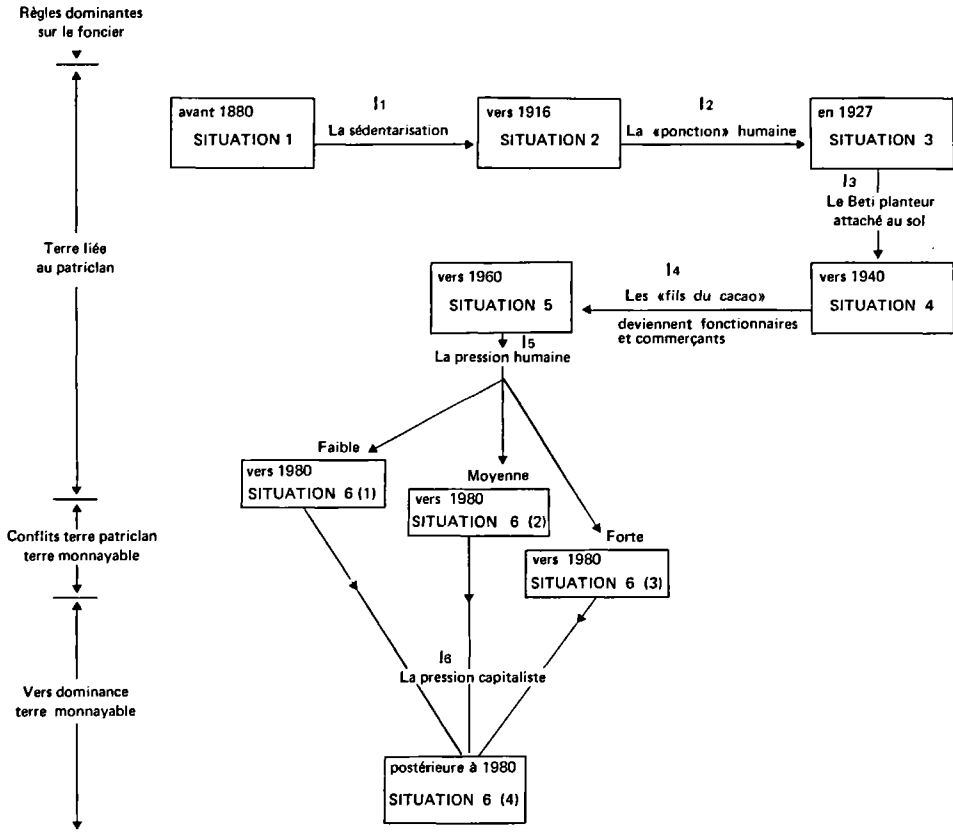 Règles dominantes
sur le foncier
avant 1880
SITUATION 1
I1
La sédentarisation
vers 1916
SITUATION 2
I2
La «ponction» humaine
en 1927
SITUATION 3
I3
Le Beti planteur
attaché au sol
Terre liée
au patriclan
vers 1960
SITUATION 5
I4
Les «fils du cacao»
deviennent fonctionnaires
et commerçants
vers 1940
SITUATION 4
I5
La pression humaine
Faible
vers 1980
SITUATION 6 (1)
Moyenne
vers 1980
SITUATION 6 (2)
Forte
vers 1980
SITUATION 6 (3)
Conflits terre patriclan
terre monnayable
I6
La pression capitaliste
Vers dominance
terre monnayable
postérieure à 1980
SITUATION 6 (4)